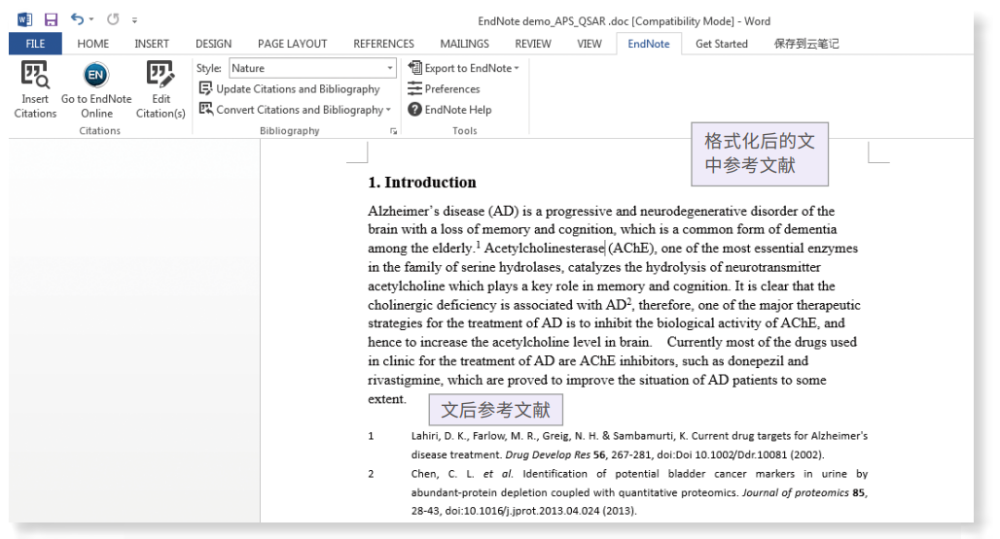 EndNote demo_APS_QSAR .doc [Compatibility Mode] - Word
FILE HOME INSERT DESIGN PAGE LAYOUT REFERENCES MAILINGS REVIEW VIEW EndNote Get Started 保存到云笔记
Insert Citations
Go to EndNote Online
Edit Citation(s)
Citations
Style: Nature
Update Citations and Bibliography
Convert Citations and Bibliography
Bibliography
Export to EndNote
Preferences
EndNote Help
Tools
EN
格式化后的文
中参考文献
1. Introduction
Alzheimer's disease (AD) is a progressive and neurodegenerative disorder of the
brain with a loss of memory and cognition, which is a common form of dementia
among the elderly.¹ Acetylcholinesterase (AChE), one of the most essential enzymes
in the family of serine hydrolases, catalyzes the hydrolysis of neurotransmitter
acetylcholine which plays a key role in memory and cognition. It is clear that the
cholinergic deficiency is associated with AD², therefore, one of the major therapeutic
strategies for the treatment of AD is to inhibit the biological activity of AChE, and
hence to increase the acetylcholine level in brain. Currently most of the drugs used
in clinic for the treatment of AD are AChE inhibitors, such as donepezil and
rivastigmine, which are proved to improve the situation of AD patients to some
extent.
文后参考文献
1 Lahiri, D. K., Farlow, M. R., Greig, N. H. & Sambamurti, K. Current drug targets for Alzheimer's
disease treatment. Drug Develop Res 56, 267-281, doi:Doi 10.1002/Ddr.10081 (2002).
2 Chen, C. L. et al. Identification of potential bladder cancer markers in urine by
abundant-protein depletion coupled with quantitative proteomics. Journal of proteomics 85,
28-43, doi:10.1016/j.jprot.2013.04.024 (2013).